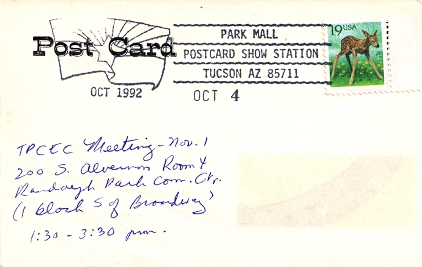 Post Card
OCT 1992
PARK MALL
POSTCARD SHOW STATION
TUCSON AZ 85711
OCT 4
19 USA
TPCEC Meeting - Nov. 1
200 S. Alvernon Room 4
Randolph Park Com. Ctr.
(1 block S of Broadway)
1:30 - 3:30 pm.